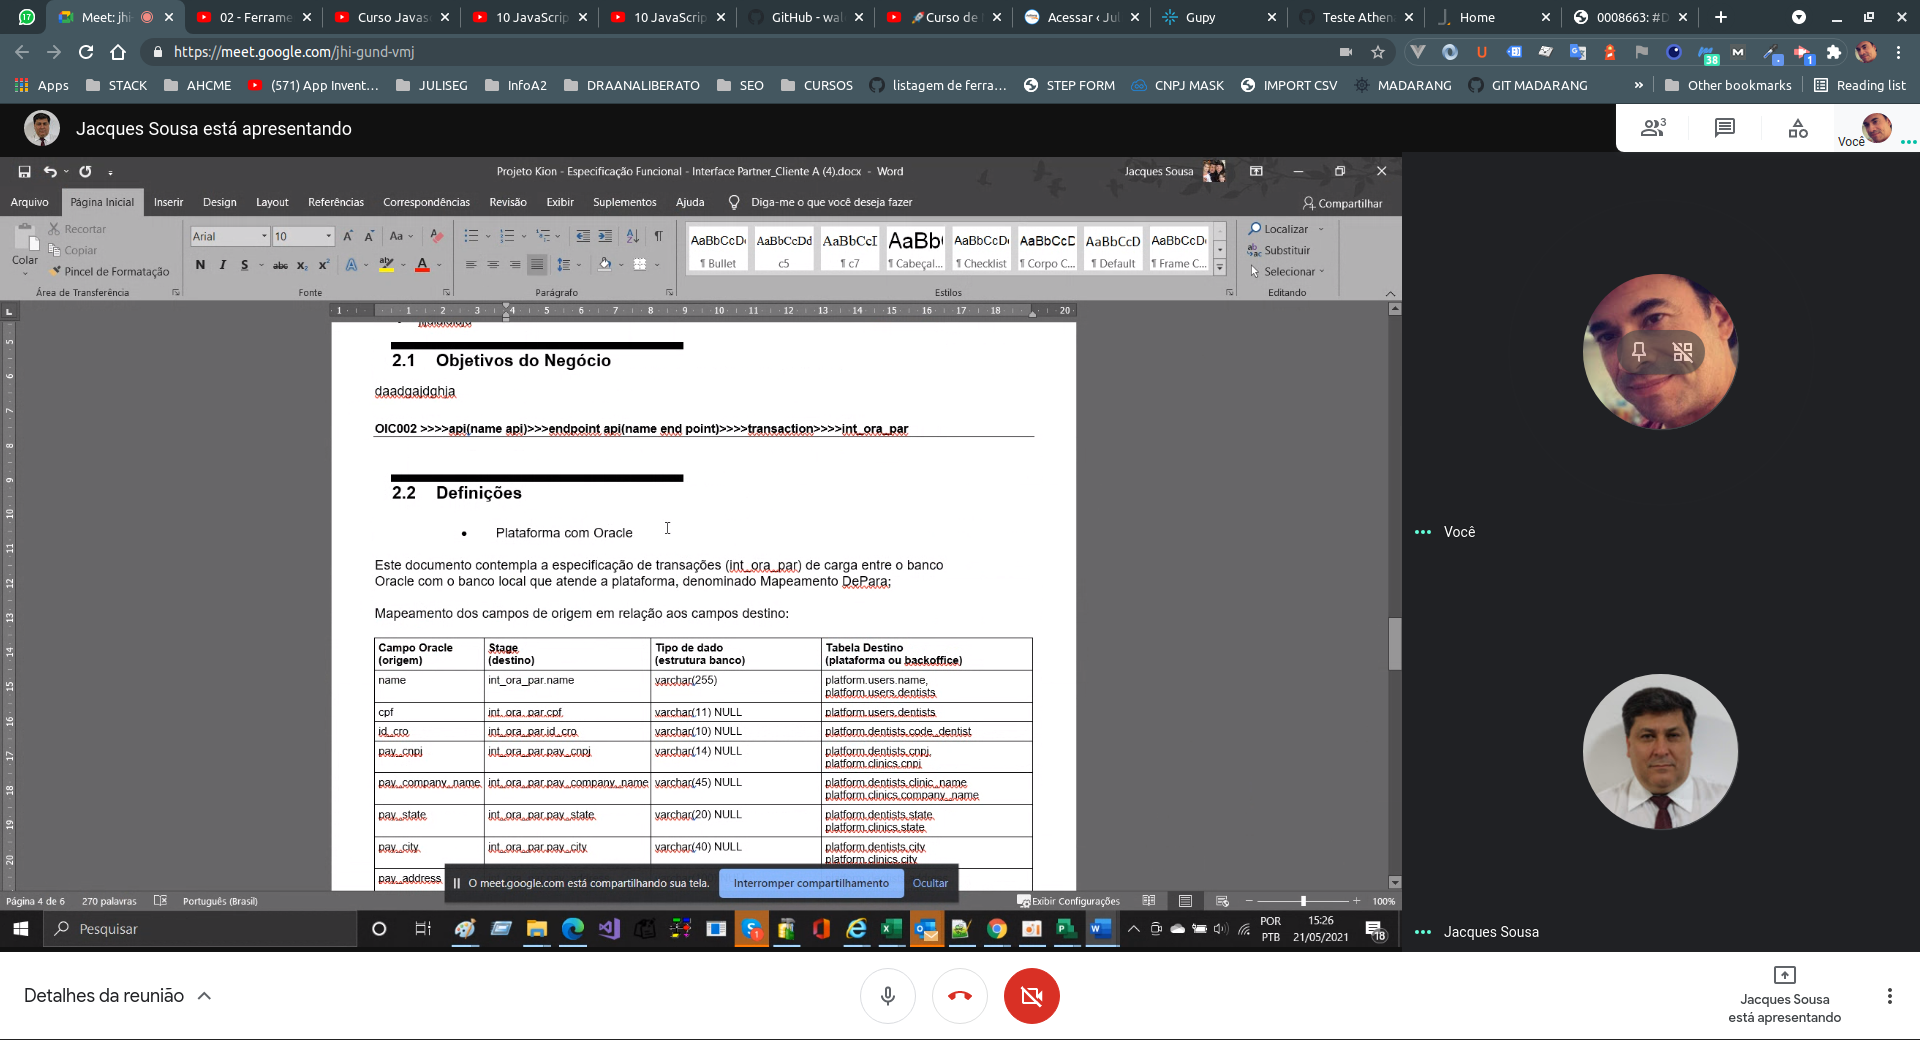 Meet: jhi
02 - Ferrame
Curso Javas
10 JavaScrip
10 JavaScrip
GitHub - wal
Curso de
Acessar ‹ Jul
Gupy
Teste Athen
Home
0008663: #D
https://meet.google.com/jhi-gund-vmj
Apps
STACK
AHCME
(571) App Invent...
JULISEG
InfoA2
DRAANALIBERATO
SEO
CURSOS
listagem de ferra...
STEP FORM
CNPJ MASK
IMPORT CSV
MADARANG
GIT MADARANG
»
Other bookmarks
Reading list
Jacques Sousa está apresentando
3
Você
Projeto Kion - Especificação Funcional - Interface Partner_Cliente A (4).docx - Word
Jacques Sousa
Arquivo
Página Inicial
Inserir
Design
Layout
Referências
Correspondências
Revisão
Exibir
Suplementos
Ajuda
Diga-me o que você deseja fazer
Compartilhar
Colar
Recortar
Copiar
Pincel de Formatação
Área de Transferência
Arial
10
Fonte
Parágrafo
AaBbCcDı
¶ Bullet
AaBbCcDd
c5
AaBbCcI
¶ c7
AaBb(
¶ Cabeçal...
AaBbCcDı
¶ Checklist
AaBbCcE
¶ Corpo C...
AaBbCcD
¶ Default
AaBbCcDı
¶ Frame C...
Estilos
Localizar
Substituir
Selecionar
Editando
2.1 Objetivos do Negócio
daadgajdghja
OIC002 >>>>api(name api)>>>endpoint api(name end point)>>>>transaction>>>>int_ora_par
2.2 Definições
• Plataforma com Oracle
Este documento contempla a especificação de transações (int_ora_par) de carga entre o banco
Oracle com o banco local que atende a plataforma, denominado Mapeamento DePara;
Mapeamento dos campos de origem em relação aos campos destino:
Campo Oracle (origem) Stage (destino) Tipo de dado (estrutura banco) Tabela Destino (plataforma ou backoffice)
name int_ora_par.name varchar(255) platform.users.name, platform.users.dentists
cpf int_ora_par.cpf varchar(11) NULL platform.users.dentists
id_cro int_ora_par.id_cro varchar(10) NULL platform.dentists.code_dentist
pay_cnpj int_ora_par.pay_cnpj varchar(14) NULL platform.dentists.cnpj, platform.clinics.cnpj
pay_company_name int_ora_par.pay_company_name varchar(45) NULL platform.dentists.clinic_name platform.clinics.company_name
pay_state int_ora_par.pay_state varchar(20) NULL platform.dentists.state platform.clinics.state
pay_city int_ora_par.pay_city varchar(40) NULL platform.dentists.city platform.clinics.city
pay_address
O meet.google.com está compartilhando sua tela.
Interromper compartilhamento
Ocultar
Página 4 de 6
270 palavras
Português (Brasil)
Exibir Configurações
100%
Pesquisar
POR
PTB
15:26
21/05/2021
18
Você
Jacques Sousa
Detalhes da reunião
Jacques Sousa
está apresentando